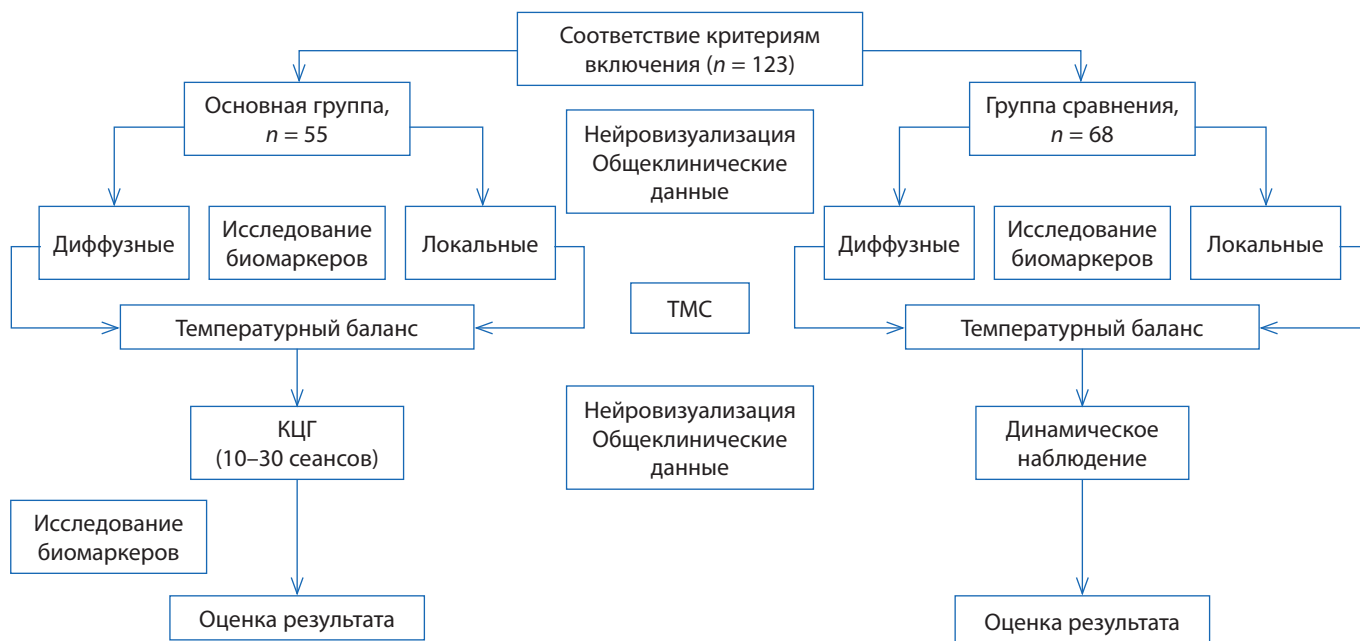 Соответствие критериям
включения (n = 123)
Основная группа,
n = 55
Нейровизуализация
Общеклинические
данные
Группа сравнения,
n = 68
Диффузные
Исследование
биомаркеров
Локальные
Диффузные
Исследование
биомаркеров
Локальные
ТМС
Температурный баланс
Температурный баланс
Нейровизуализация
Общеклинические
данные
КЦГ
(10–30 сеансов)
Динамическое
наблюдение
Исследование
биомаркеров
Оценка результата
Оценка результата